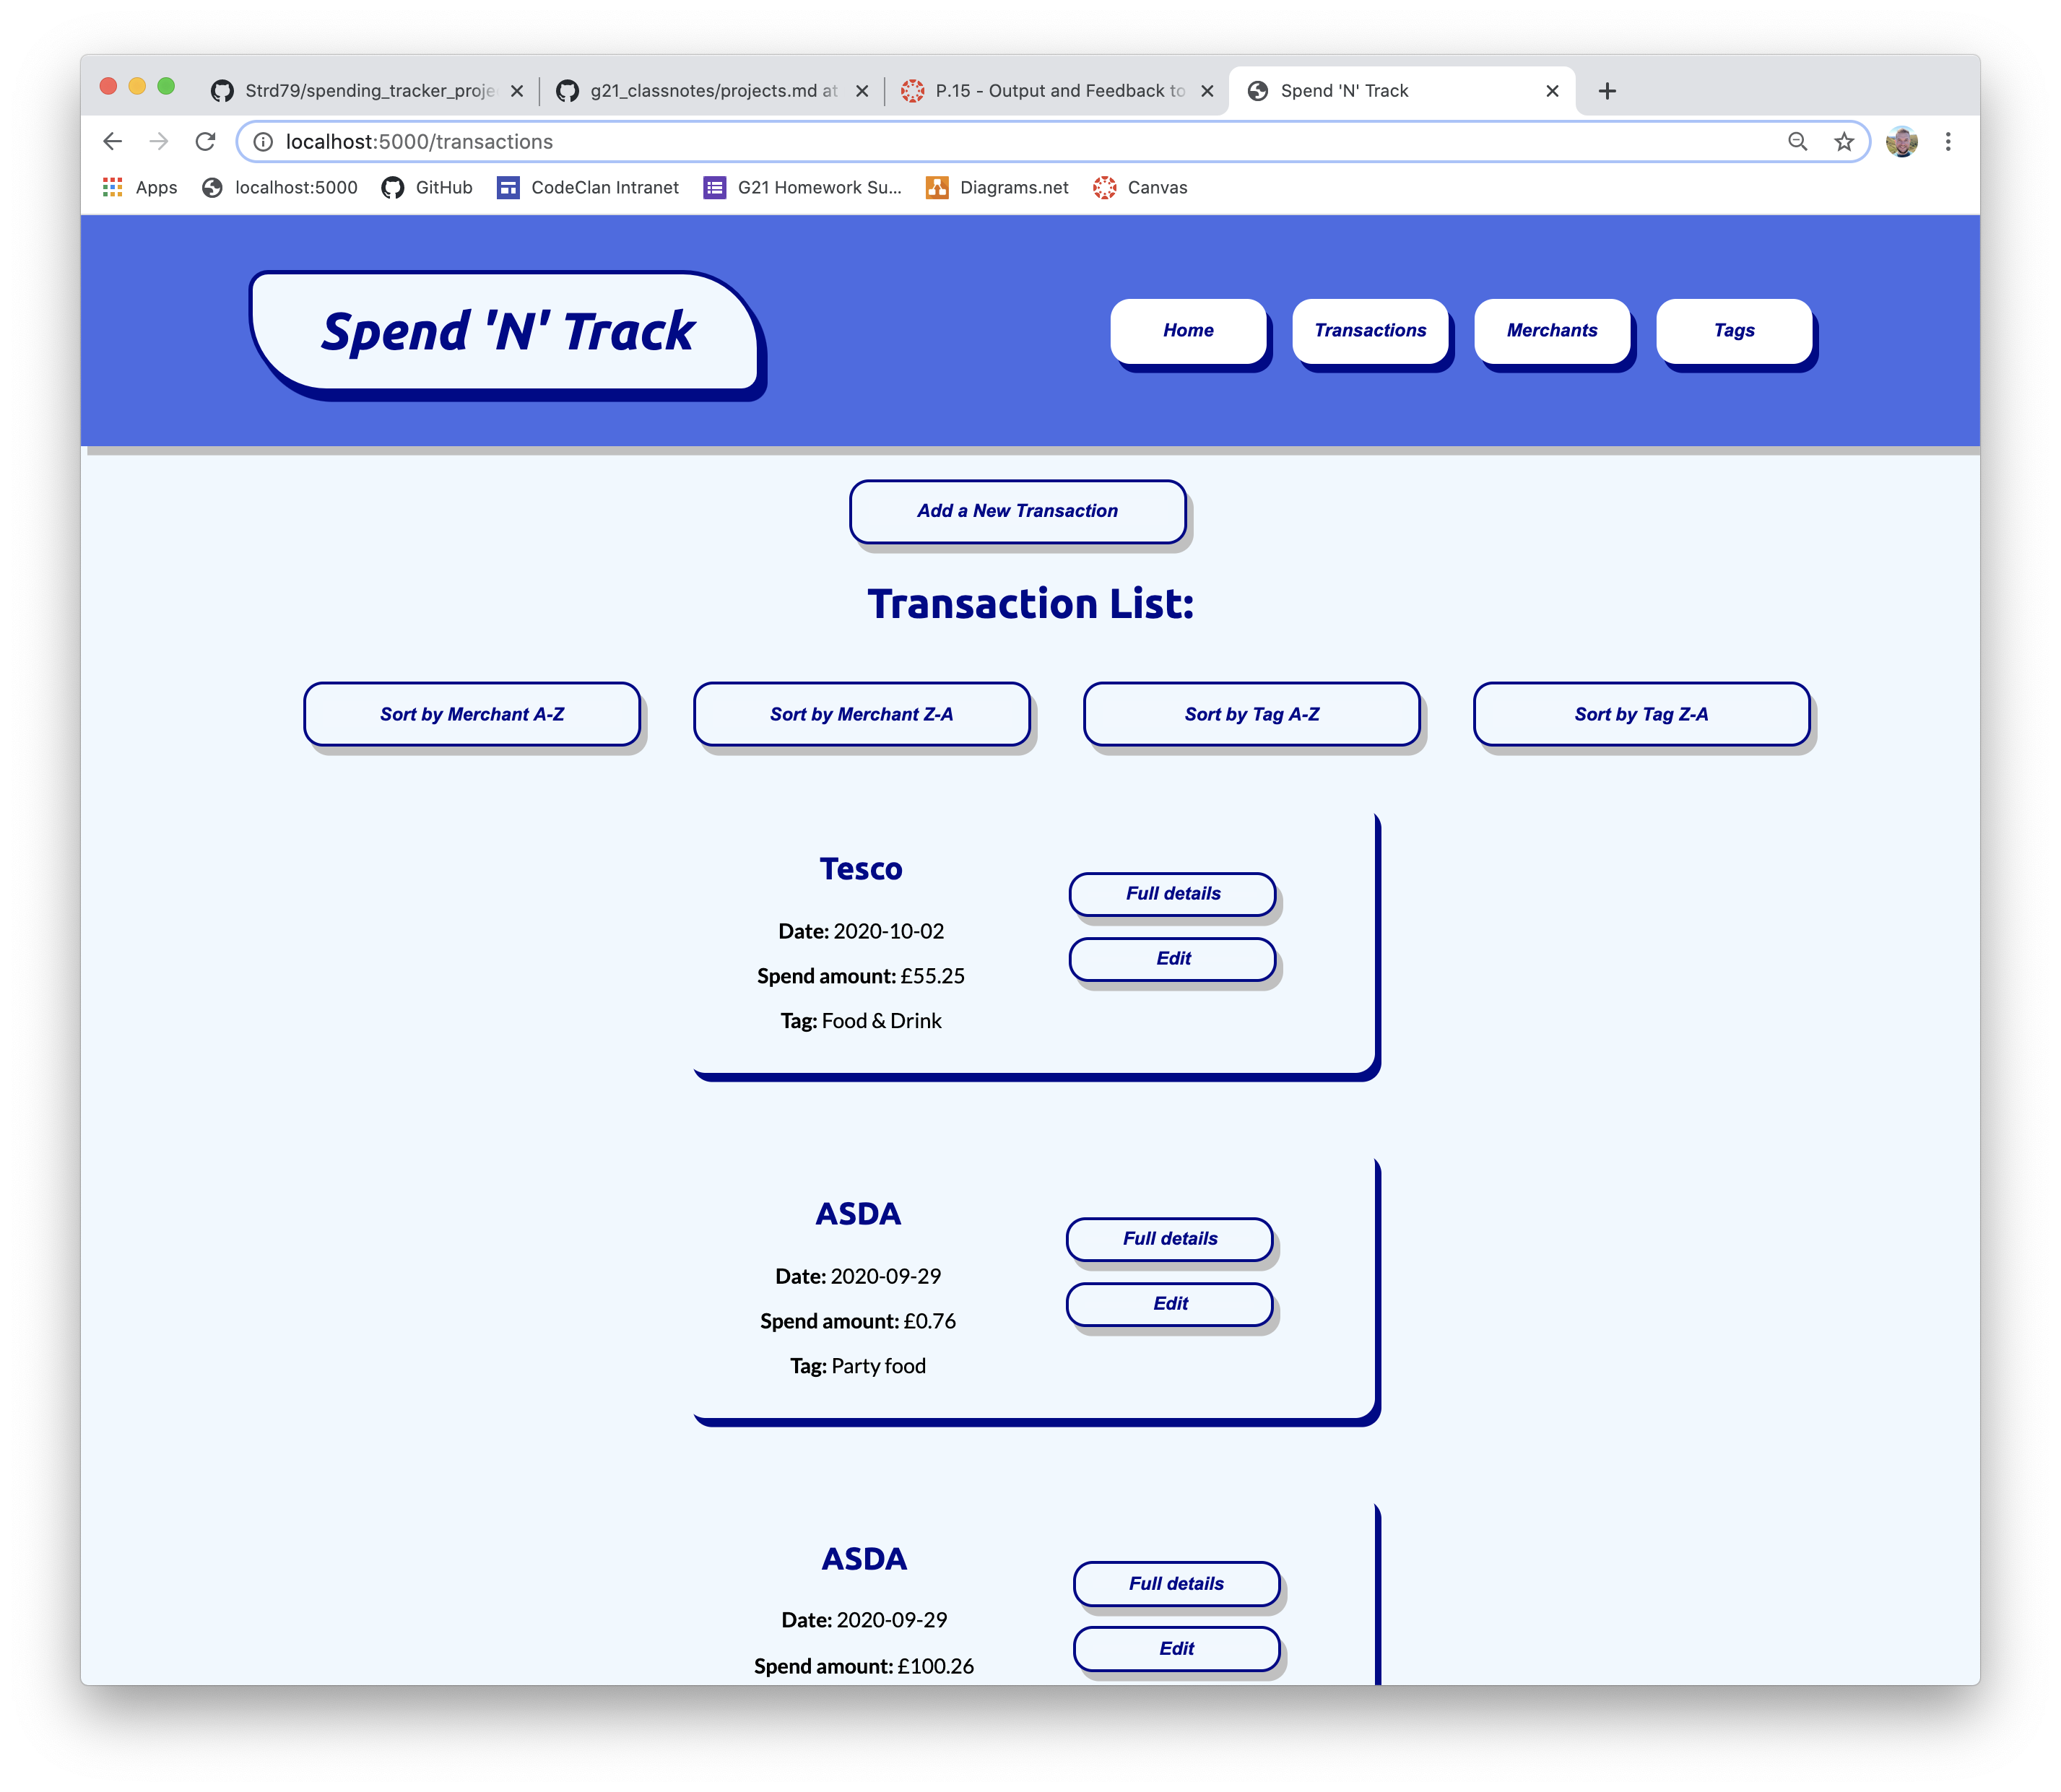 Strd79/spending_tracker_proje
g21_classnotes/projects.md at
P.15 - Output and Feedback to
Spend 'N' Track
localhost:5000/transactions
Apps
localhost:5000
GitHub
CodeClan Intranet
G21 Homework Su...
Diagrams.net
Canvas
Spend 'N' Track
Home
Transactions
Merchants
Tags
Add a New Transaction
Transaction List:
Sort by Merchant A-Z
Sort by Merchant Z-A
Sort by Tag A-Z
Sort by Tag Z-A
Tesco
Date: 2020-10-02
Spend amount: £55.25
Tag: Food & Drink
Full details
Edit
ASDA
Date: 2020-09-29
Spend amount: £0.76
Tag: Party food
Full details
Edit
ASDA
Date: 2020-09-29
Spend amount: £100.26
Full details
Edit